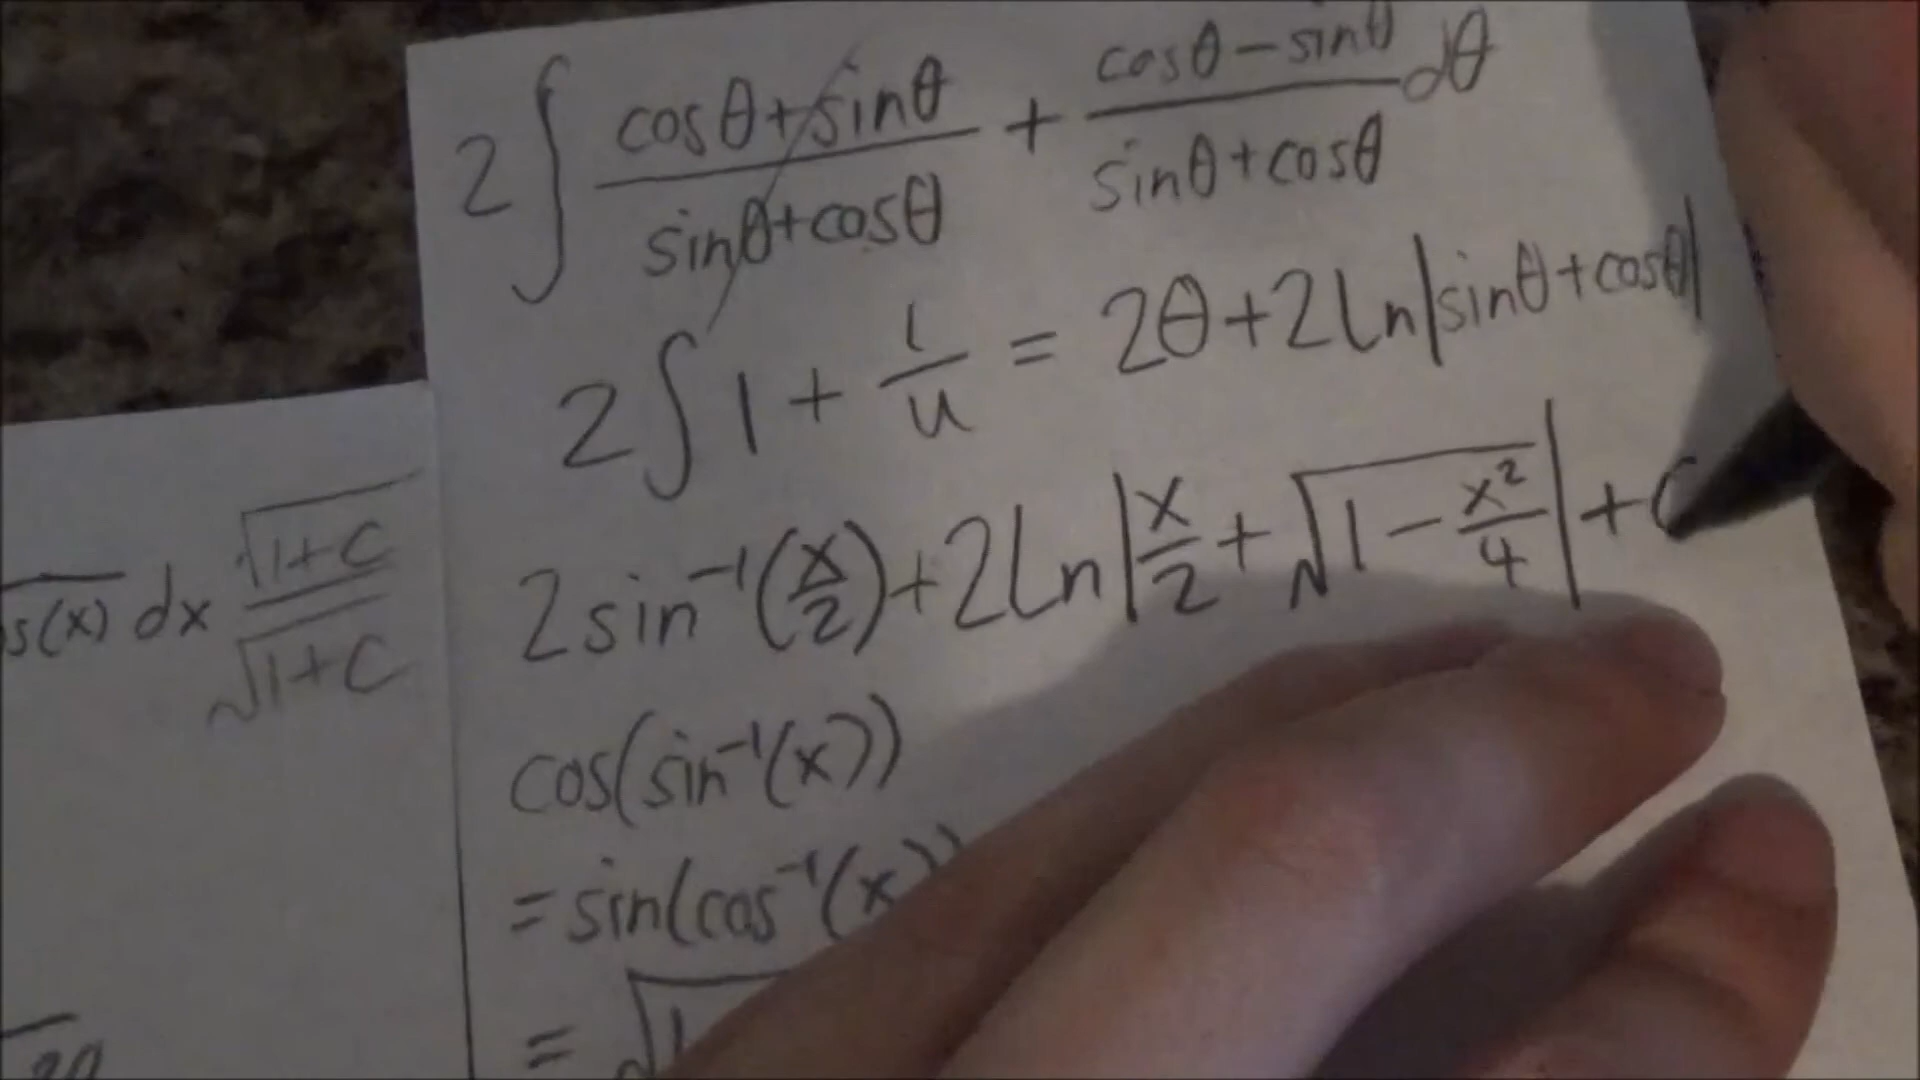 2∫ (cosθ+sinθ)/(sinθ+cosθ) + (cosθ−sinθ)/(sinθ+cosθ) dθ
2∫ 1 + 1/u = 2θ+2ln|sinθ+cosθ|
2sin⁻¹(x/2)+2ln|x/2+√(1−x²/4)|+C
cos(sin⁻¹(x))
=sin(cos⁻¹(x))
= √1
s(x) dx √1+C / √1+C